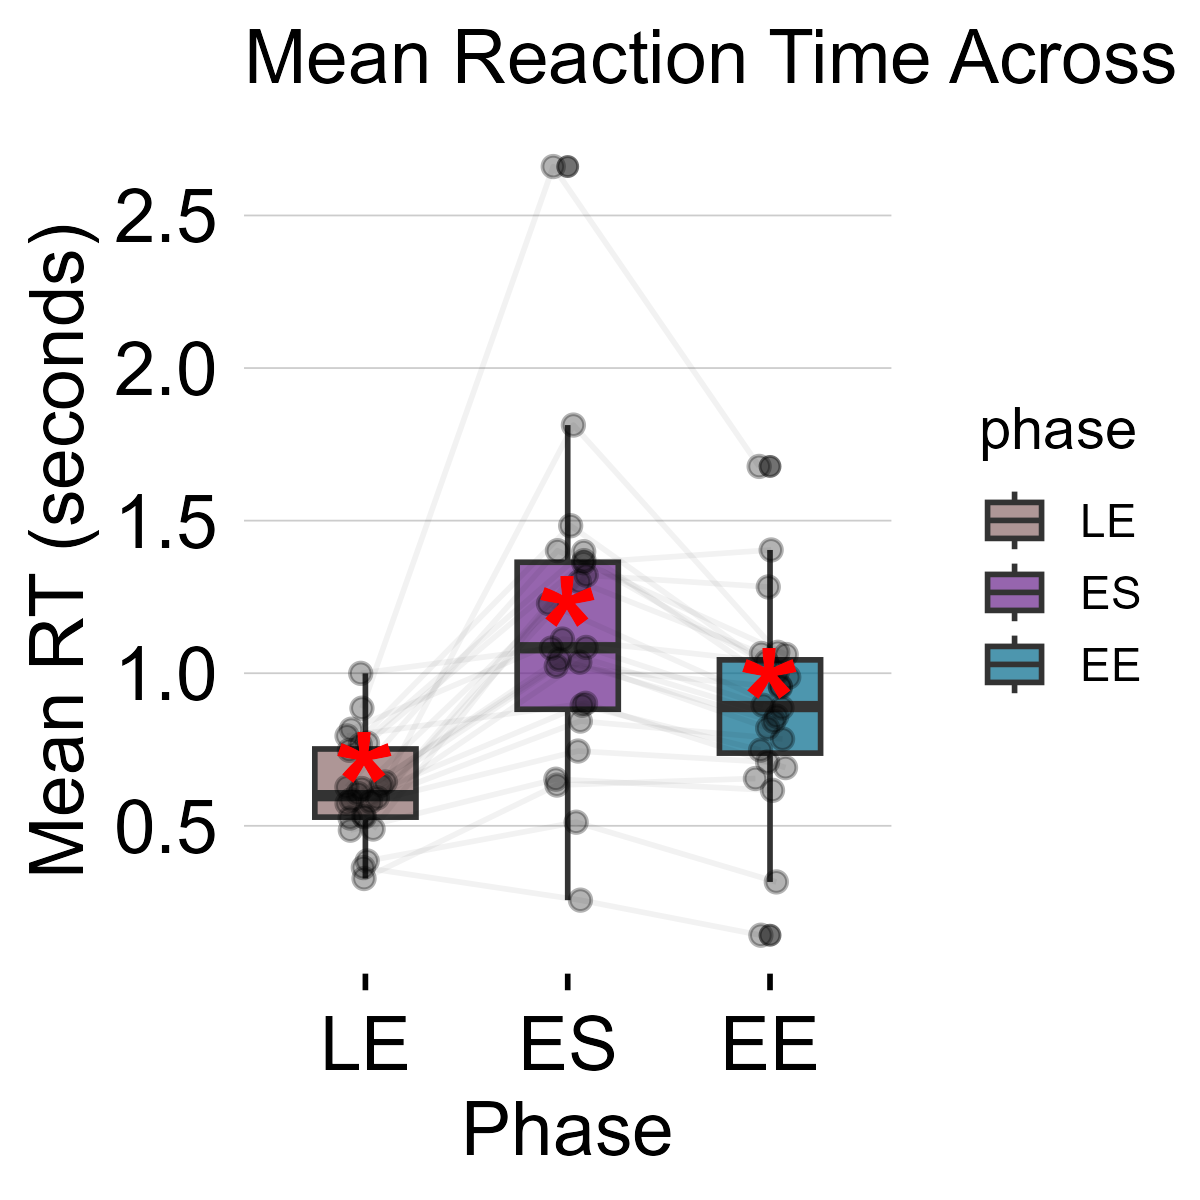 Mean Reaction Time Across
Mean RT (seconds)
2.5
2.0
1.5
1.0
0.5
*
*
*
LE
ES
EE
Phase
phase
LE
ES
EE